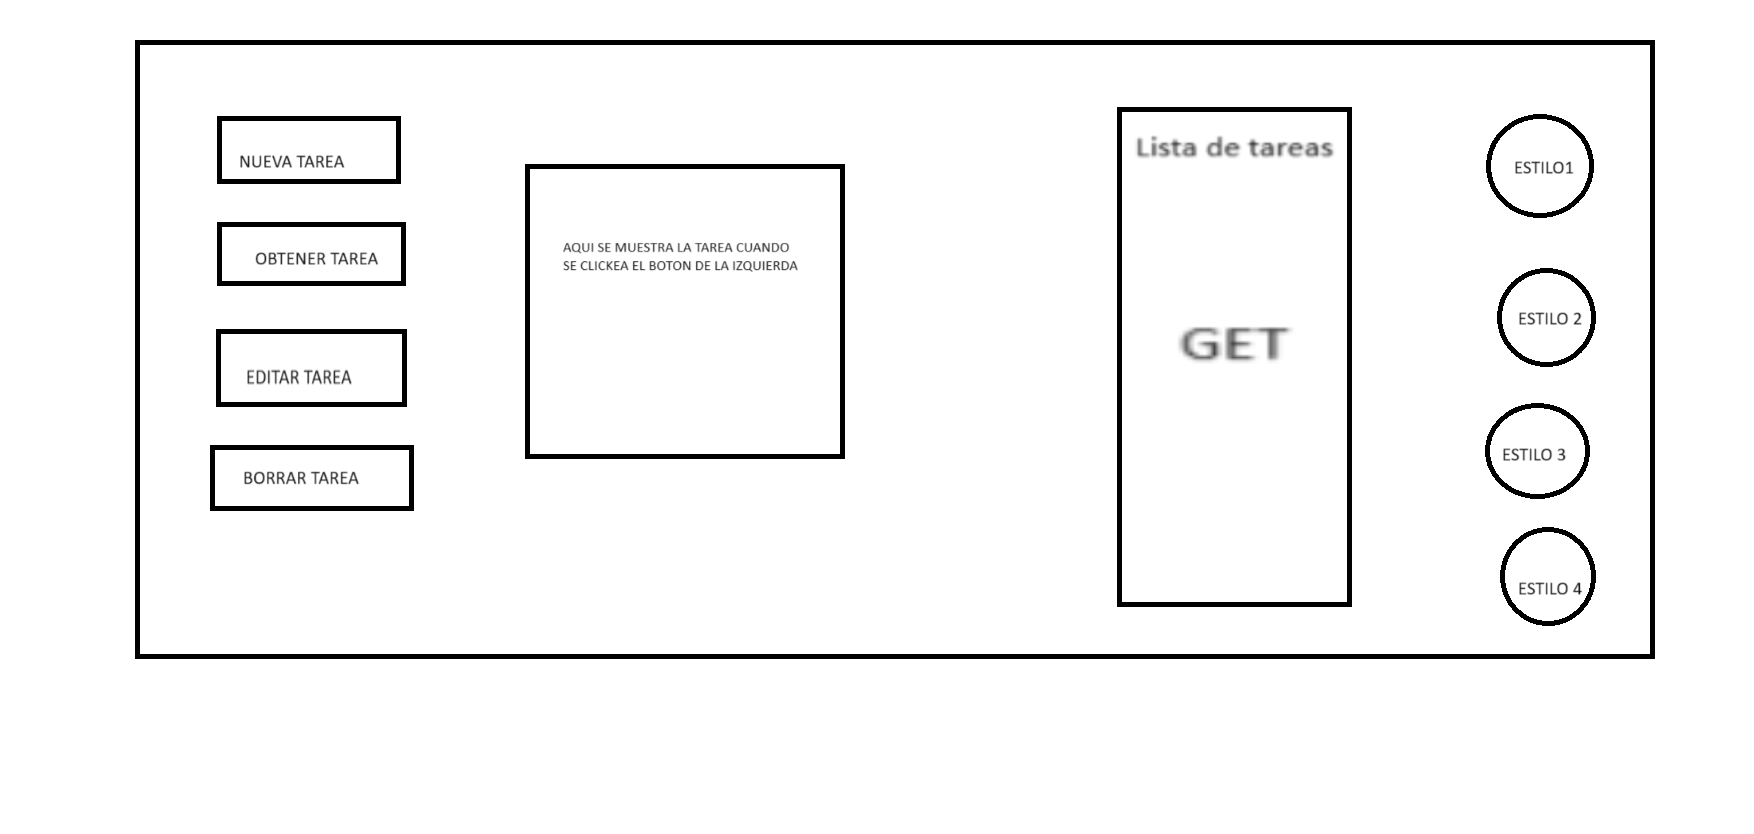 NUEVA TAREA
OBTENER TAREA
EDITAR TAREA
BORRAR TAREA
AQUI SE MUESTRA LA TAREA CUANDO
SE CLICKEA EL BOTON DE LA IZQUIERDA
Lista de tareas
GET
ESTILO1
ESTILO 2
ESTILO 3
ESTILO 4